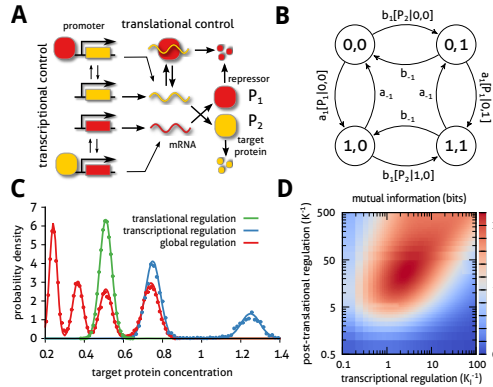 A
promoter
translational control
transcriptional control
repressor
P1
P2
target
protein
mRNA
B
b1[P2|0,0]
0,0
0,1
b-1
a1[P1|0,0]
a-1
a-1
a1[P1|0,1]
b-1
1,0
1,1
b1[P2|1,0]
C
translational regulation
transcriptional regulation
global regulation
probability density
7
6
5
4
3
2
1
0
0.2 0.4 0.6 0.8 1 1.2 1.4
target protein concentration
D
mutual information (bits)
post-translational regulation (K⁻¹)
500
50
5
0.5
0.1 1 10 100
transcriptional regulation (KI⁻¹)